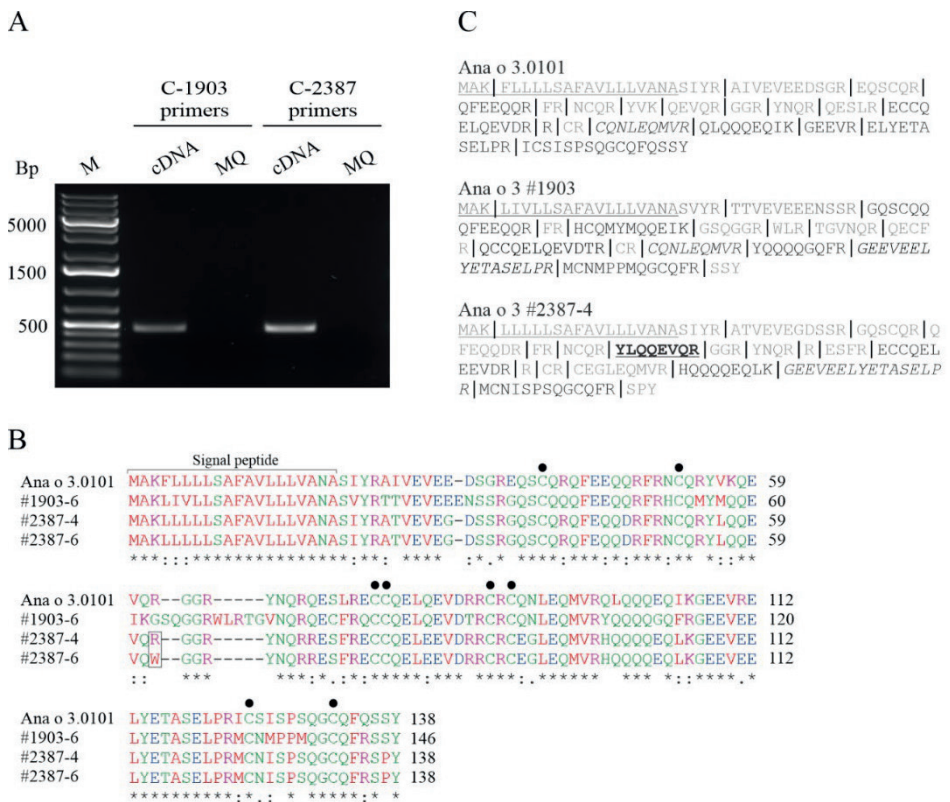 A
C-1903 primers
C-2387 primers
Bp
M
cDNA
MQ
cDNA
MQ
5000
1500
500
C
Ana o 3.0101
MAK|FLLLLLSAFAVLLLVANASIYR|AIVEVEEDSGR|EQSCQR|
QFEEQQR|FR|NCQR|YVK|QEVQR|GGR|YNQR|QESLR|ECCQ
ELQEVDR|R|CR|CQNLEQMVR|QLQQQEQIK|GEEVR|ELYETA
SELPR|ICSISPSQGCQFQSSY
Ana o 3 #1903
MAK|LIVLLLSAFAVLLLVANASVYR|TTVEVEEENSSR|GQSCQQ
QFEEQQR|FR|HCQMYMQQEIK|GSQGGR|WLR|TGVNQR|QECF
R|QCCQELQEVDTR|CR|CQNLEQMVR|YQQQQGQFR|GEEVEEL
YETASELPR|MCNMPPMQGCQFR|SSY
Ana o 3 #2387-4
MAK|LLLLLLSAFAVLLLVANASIYR|ATVEVEGDSSR|GQSCQR|Q
FEQQDR|FR|NCQR|YLQQEVQR|GGR|YNQR|R|ESFR|ECCQEL
EEVDR|R|CR|CEGLEQMVR|HQQQQEQLK|GEEVEELYETASELP
R|MCNISPSQGCQFR|SPY
B
Signal peptide
Ana o 3.0101 MAKFLLLLLSAFAVLLLVANASIYRAIVEVEE-DSGREQSCQRQFEEQQRFRNCQRYVKQE 59
#1903-6 MAKLIVLLLSAFAVLLLVANASIYRTTVEVEEENSSRGQSCQQQFEEQQRFRHCQMYMQQE 60
#2387-4 MAKLLLLLLSAFAVLLLVANASIYRATVEVEG-DSSRGQSCQRQFEQQDRFRNCQRYLQQE 59
#2387-6 MAKLLLLLLSAFAVLLLVANASIYRATVEVEG-DSSRGQSCQRQFEQQDRFRNCQRYLQQE 59
Ana o 3.0101 VQR--GGR-----YNQRQESLRECCQELQEVDRRCRCQNLEQMVRQLQQQEQIKGEEVRE 112
#1903-6 IKGSQGGRWLRTGVNQRQECFRQCCQELQEVDTRCRCQNLEQMVRYQQQQGQFRGEEVEE 120
#2387-4 VQR--GGR-----YNQRRESFRECCQELEEVDRRCRCEGLEQMVRHQQQQEQLKGEEVEE 112
#2387-6 VQW--GGR-----YNQRRESFRECCQELEEVDRRCRCEGLEQMVRHQQQQEQLKGEEVEE 112
Ana o 3.0101 LYETASELPRICSISPSQGCQFQSSY 138
#1903-6 LYETASELPRMCNMPPMQGCQFRSSY 146
#2387-4 LYETASELPRMCNISPSQGCQFRSPY 138
#2387-6 LYETASELPRMCNISPSQGCQFRSPY 138